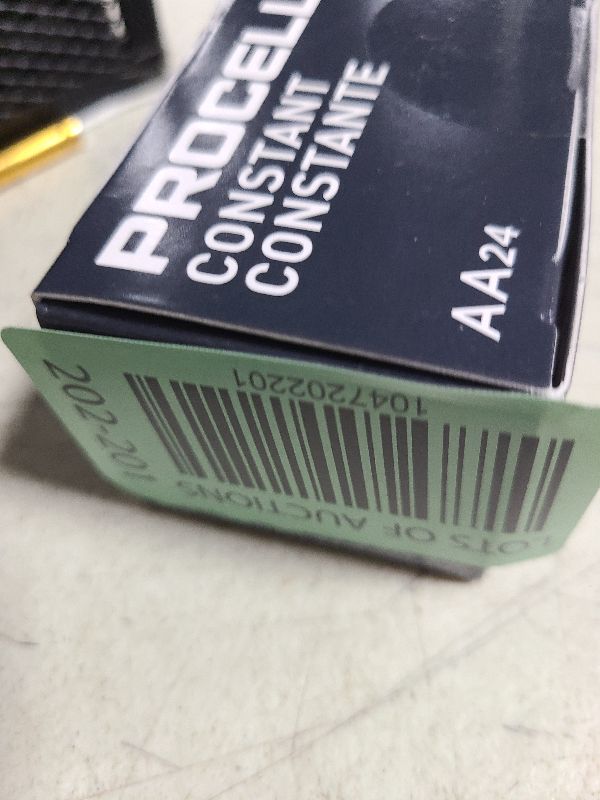 PROCELL
CONSTANT
CONSTANTE
AA24
1047202201
202-201
LOTS OF AUCTIONS